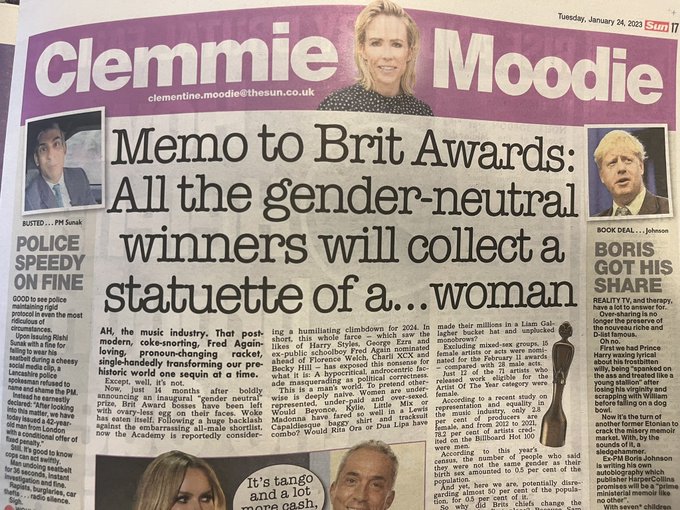 Tuesday, January 24, 2023 Sun 17
Clemmie Moodie
clementine.moodie@thesun.co.uk
Memo to Brit Awards:
All the gender-neutral
winners will collect a
statuette of a...woman
BUSTED . . . PM Sunak
POLICE
SPEEDY
ON FINE
GOOD to see police
maintaining rigid
protocol in even the most
ridiculous of
circumstances.
Upon issuing Rishi
Sunak with a fine for
failing to wear his
seatbelt during a cheesy
social media clip, a
Lancashire police
spokesman refused to
name and shame the PM.
Instead he earnestly
declared: "After looking
into this matter, we have
today issued a 42-year-
old man from London
with a conditional offer of
fixed penalty."
Still. It's good to know
cops can act swiftly.
Man undoing seatbelt
for 36 seconds, instant
investigation and fine.
Rapists, burglaries, car
thefts . . . radio silence.
AH, the music industry. That post-
modern, coke-snorting, Fred Again-
loving, pronoun-changing racket,
single-handedly transforming our pre-
historic world one sequin at a time.
Except, well, it's not.
Now, just 14 months after boldly
announcing an inaugural "gender neutral"
prize, Brit Award bosses have been left
with ovary-less egg on their faces. Woke
has eaten itself. Following a huge backlash
against the embarrassingly all-male shortlist,
now the Academy is reportedly consider-
ing a humiliating climbdown for 2024. In
short, this whole farce – which saw the
likes of Harry Styles, George Ezra and
ex-public schoolboy Fred Again nominated
ahead of Florence Welch, Charli XCX and
Becky Hill – has exposed this nonsense for
what it is: A hypocritical, androcentric far-
ade masquerading as political correctness.
This is a man's world. To pretend other-
wise is deeply naive. Women are under-
represented, under-paid and over-sexed.
Would Beyonce, Kylie, Little Mix or
Madonna have fared so well in a Lewis
Capaldiesque baggy shirt and tracksuit
combo? Would Rita Ora or Dua Lipa have
made their millions in a Liam Gal-
lagher bucket hat and unplucked
monobrow?
Excluding mixed-sex groups, 15
female artists or acts were nomi-
nated for the February 11 awards
– compared with 28 male acts.
Just 12 of the 71 artists who
released work eligible for the
Artist Of The Year category were
female.
According to a recent study on
representation and equality in
the music industry, only 2.8
per cent of producers are
female, and from 2012 to 2021,
78.2 per cent of artists cred-
ited on the Billboard Hot 100
were men.
According to this year's
census, the number of people who said
they were not the same gender as their
birth sex amounted to 0.5 per cent of the
population.
And yet, here we are, potentially disre-
garding almost 50 per cent of the popula-
tion, for 0.5 per cent of it.
So why did Brits chiefs change the
It's tango
and a lot
more cash,
BOOK DEAL . . . Johnson
BORIS
GOT HIS
SHARE
REALITY TV, and therapy,
have a lot to answer for.
Over-sharing is no
longer the preserve of
the nouveau riche and
D-list famous.
Oh no.
First we had Prince
Harry waxing lyrical
about his frostbitten
willy, being "spanked on
the ass and treated like a
young stallion" after
losing his virginity and
scrapping with William
before falling on a dog
bowl.
Now it's the turn of
another former Etonian to
crack the misery memoir
market. With, by the
sounds of it, a
sledgehammer.
Ex-PM Boris Johnson
is writing his own
autobiography which
publisher HarperCollins
promises will be a "prime
ministerial memoir like
no other".
With seven* children